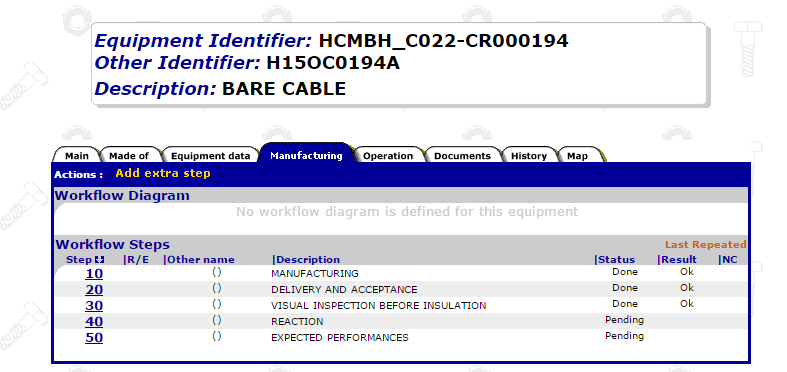 Equipment Identifier: HCMBH_C022-CR000194
Other Identifier: H15OC0194A
Description: BARE CABLE
Main Made of Equipment data Manufacturing Operation Documents History Map
Actions : Add extra step
Workflow Diagram
No workflow diagram is defined for this equipment
Workflow Steps Last Repeated
Step |R/E |Other name |Description |Status |Result |NC
10 () MANUFACTURING Done Ok
20 () DELIVERY AND ACCEPTANCE Done Ok
30 () VISUAL INSPECTION BEFORE INSULATION Done Ok
40 () REACTION Pending
50 () EXPECTED PERFORMANCES Pending